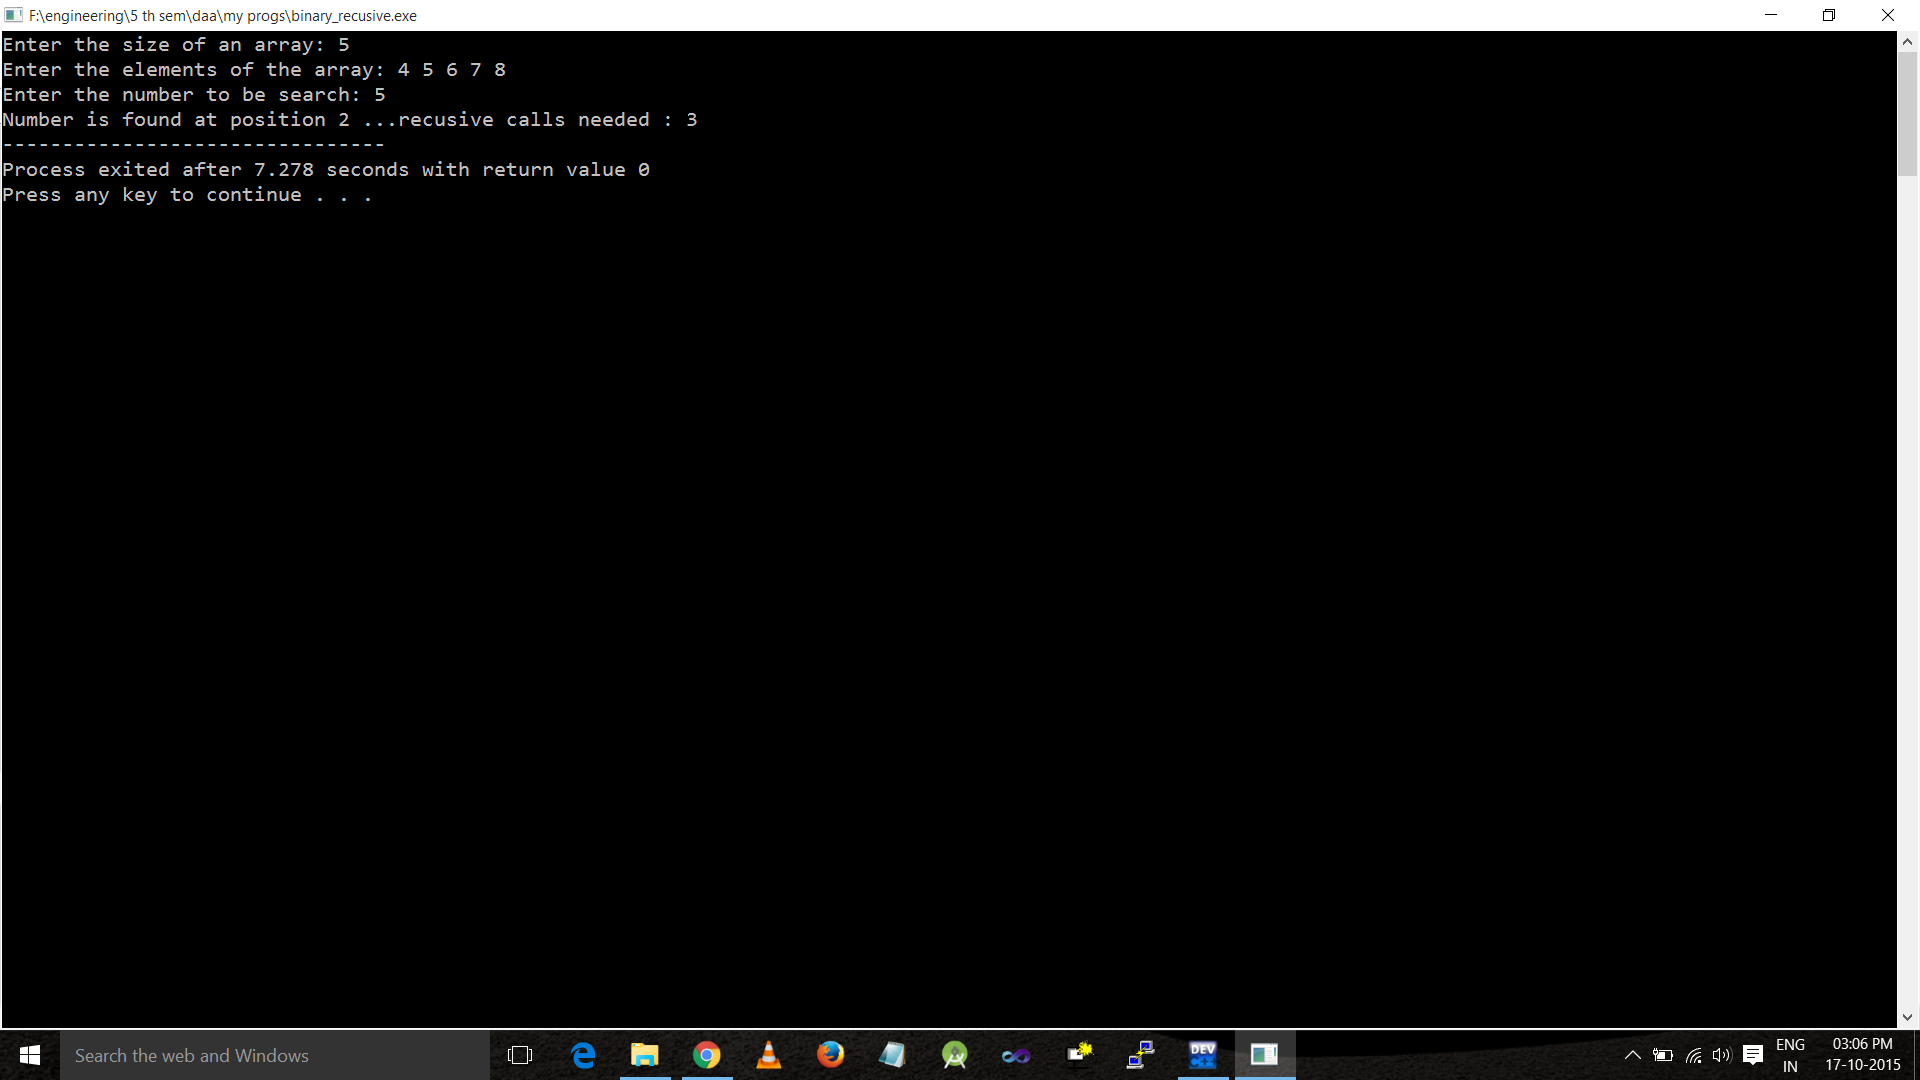 F:\engineering\5 th sem\daa\my progs\binary_recusive.exe
Enter the size of an array: 5
Enter the elements of the array: 4 5 6 7 8
Enter the number to be search: 5
Number is found at position 2 ...recusive calls needed : 3
--------------------------------
Process exited after 7.278 seconds with return value 0
Press any key to continue . . .
Search the web and Windows
DEV
C++
ENG
IN
03:06 PM
17-10-2015